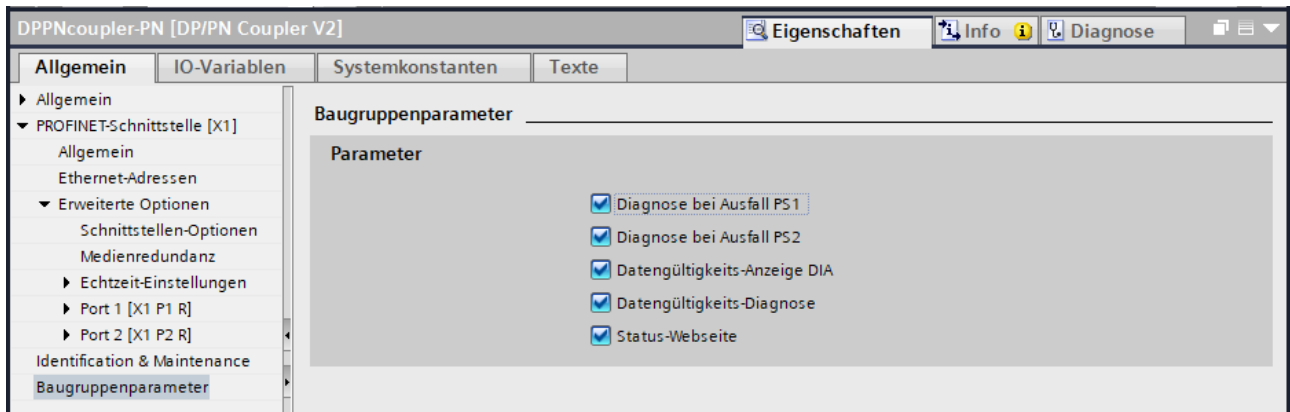 DPPNcoupler-PN [DP/PN Coupler V2]
Eigenschaften
Info
Diagnose
Allgemein
IO-Variablen
Systemkonstanten
Texte
Allgemein
PROFINET-Schnittstelle [X1]
Allgemein
Ethernet-Adressen
Erweiterte Optionen
Schnittstellen-Optionen
Medienredundanz
Echtzeit-Einstellungen
Port 1 [X1 P1 R]
Port 2 [X1 P2 R]
Identification & Maintenance
Baugruppenparameter
Baugruppenparameter
Parameter
Diagnose bei Ausfall PS1
Diagnose bei Ausfall PS2
Datengültigkeits-Anzeige DIA
Datengültigkeits-Diagnose
Status-Webseite